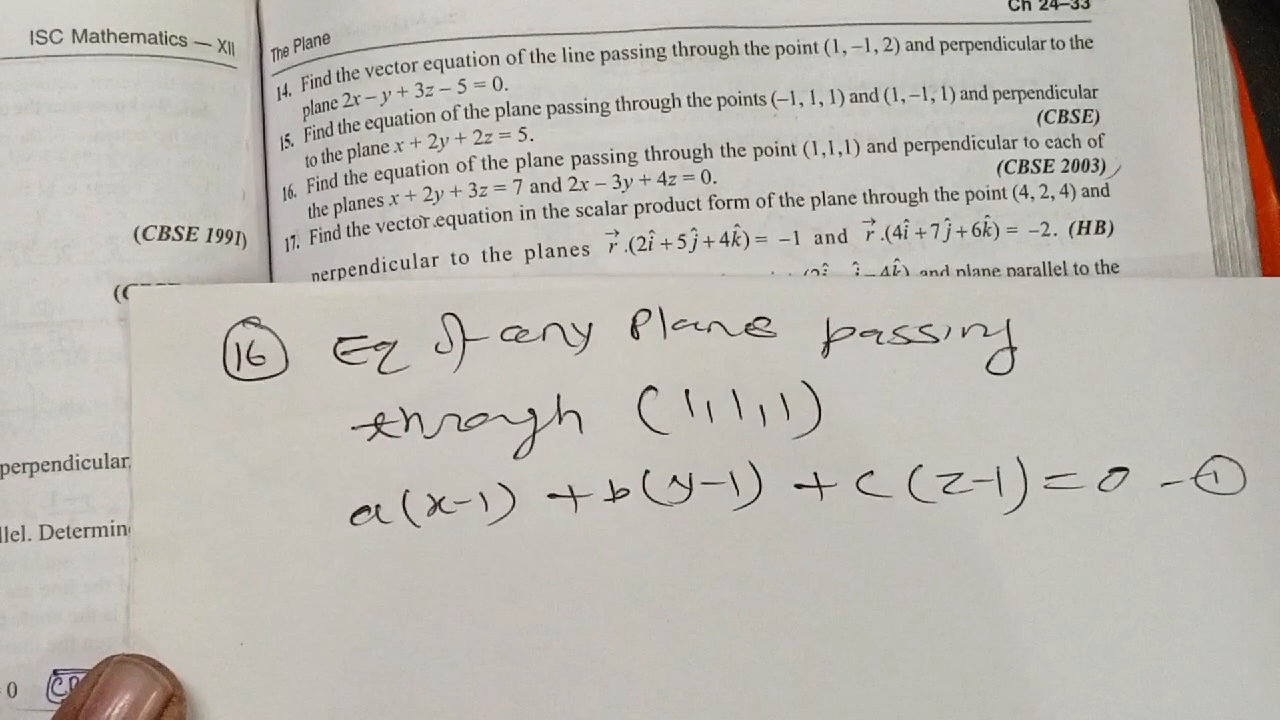 Ch 24–33
ISC Mathematics — XII
The Plane
14. Find the vector equation of the line passing through the point (1, –1, 2) and perpendicular to the
plane 2x – y + 3z – 5 = 0.
15. Find the equation of the plane passing through the points (–1, 1, 1) and (1, –1, 1) and perpendicular
to the plane x + 2y + 2z = 5. (CBSE)
16. Find the equation of the plane passing through the point (1,1,1) and perpendicular to each of
the planes x + 2y + 3z = 7 and 2x – 3y + 4z = 0. (CBSE 2003)
17. Find the vector equation in the scalar product form of the plane through the point (4, 2, 4) and
perpendicular to the planes r⃗.(2î + 5ĵ + 4k̂) = –1 and r⃗.(4î + 7ĵ + 6k̂) = –2. (HB)
and plane parallel to the
(CBSE 1991)
perpendicular
llel. Determin
= 0
(16) Eq of any Plane passing
through (1,1,1)
a(x-1) + b(y-1) + c(z-1) = 0 - (1)